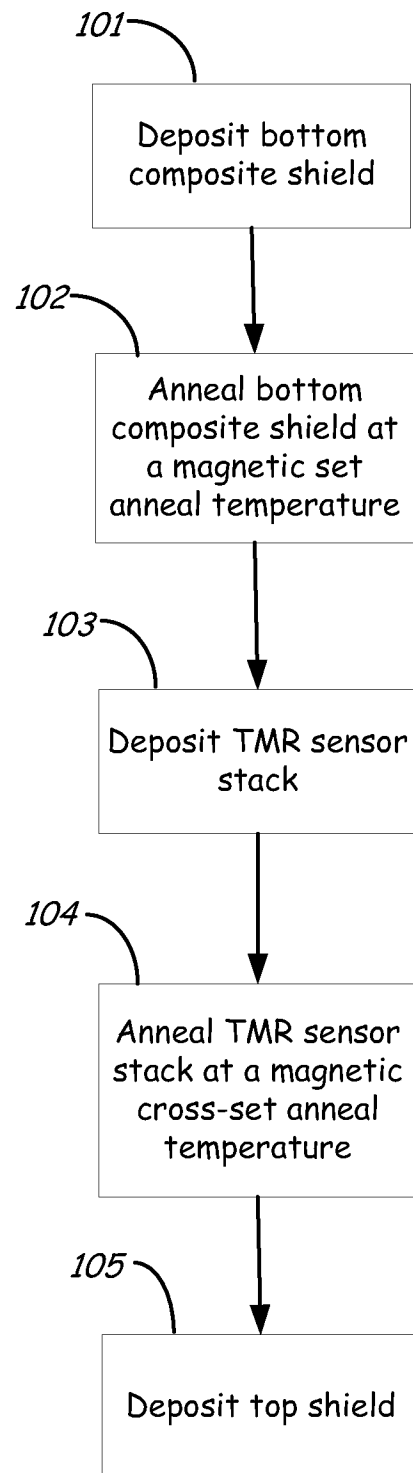 101
Deposit bottom
composite shield
102
Anneal bottom
composite shield at
a magnetic set
anneal temperature
103
Deposit TMR sensor
stack
104
Anneal TMR sensor
stack at a magnetic
cross-set anneal
temperature
105
Deposit top shield